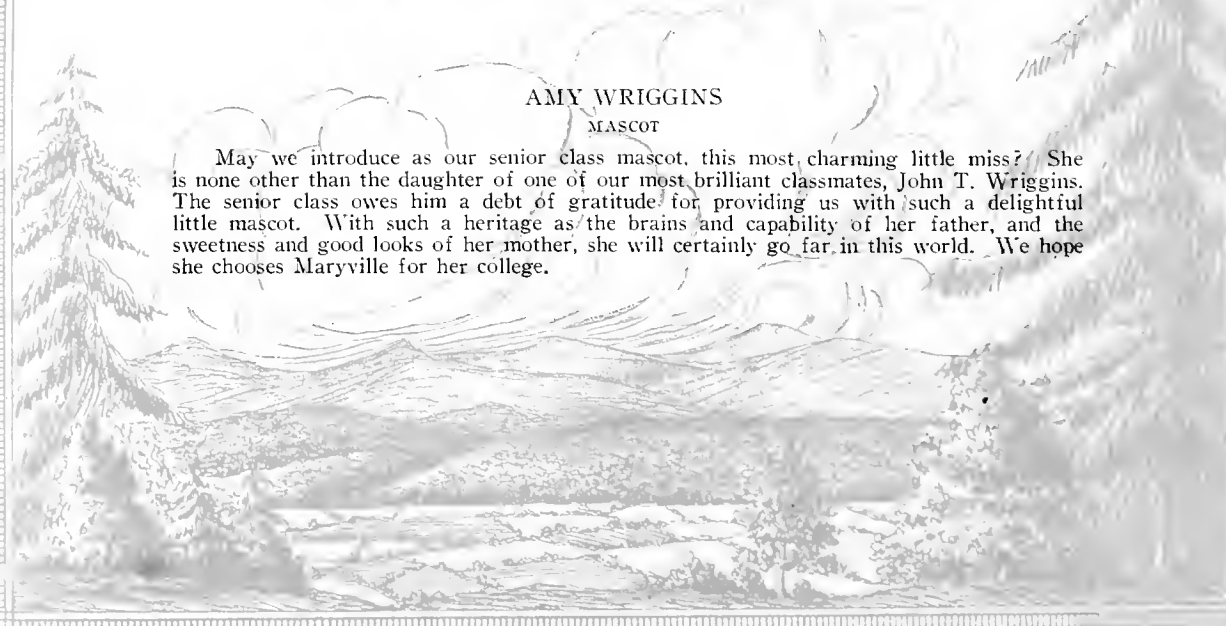 AMY WRIGGINS
MASCOT
May we introduce as our senior class mascot, this most charming little miss? She
is none other than the daughter of one of our most brilliant classmates, John T. Wriggins.
The senior class owes him a debt of gratitude for providing us with such a delightful
little mascot. With such a heritage as the brains and capability of her father, and the
sweetness and good looks of her mother, she will certainly go far in this world. We hope
she chooses Maryville for her college.